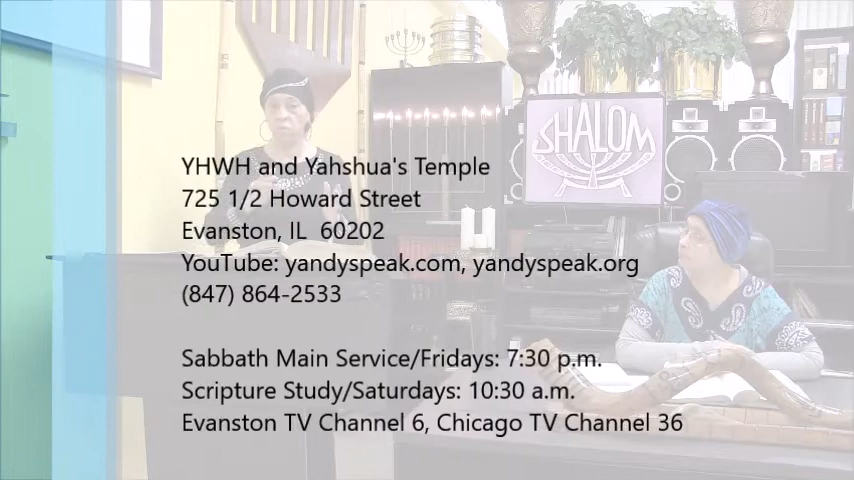 SHALOM
YHWH and Yahshua's Temple
725 1/2 Howard Street
Evanston, IL  60202
YouTube: yandyspeak.com, yandyspeak.org
(847) 864-2533
Sabbath Main Service/Fridays: 7:30 p.m.
Scripture Study/Saturdays: 10:30 a.m.
Evanston TV Channel 6, Chicago TV Channel 36